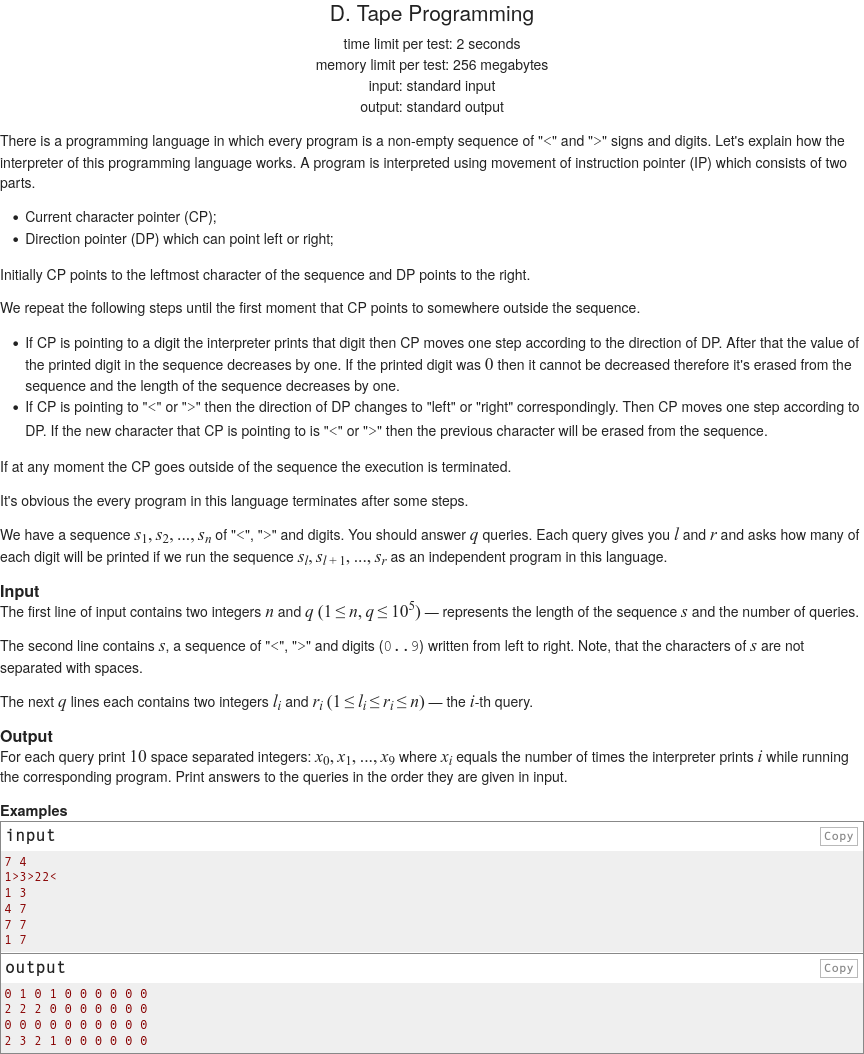 D. Tape Programming
time limit per test: 2 seconds
memory limit per test: 256 megabytes
input: standard input
output: standard output
There is a programming language in which every program is a non-empty sequence of "<" and ">" signs and digits. Let's explain how the
interpreter of this programming language works. A program is interpreted using movement of instruction pointer (IP) which consists of two
parts.
• Current character pointer (CP);
• Direction pointer (DP) which can point left or right;
Initially CP points to the leftmost character of the sequence and DP points to the right.
We repeat the following steps until the first moment that CP points to somewhere outside the sequence.
• If CP is pointing to a digit the interpreter prints that digit then CP moves one step according to the direction of DP. After that the value of
the printed digit in the sequence decreases by one. If the printed digit was 0 then it cannot be decreased therefore it's erased from the
sequence and the length of the sequence decreases by one.
• If CP is pointing to "<" or ">" then the direction of DP changes to "left" or "right" correspondingly. Then CP moves one step according to
DP. If the new character that CP is pointing to is "<" or ">" then the previous character will be erased from the sequence.
If at any moment the CP goes outside of the sequence the execution is terminated.
It's obvious the every program in this language terminates after some steps.
We have a sequence s1, s2, ..., sn of "<", ">" and digits. You should answer q queries. Each query gives you l and r and asks how many of
each digit will be printed if we run the sequence sl, sl + 1, ..., sr as an independent program in this language.
Input
The first line of input contains two integers n and q (1 ≤ n, q ≤ 10^5) — represents the length of the sequence s and the number of queries.
The second line contains s, a sequence of "<", ">" and digits (0..9) written from left to right. Note, that the characters of s are not
separated with spaces.
The next q lines each contains two integers li and ri (1 ≤ li ≤ ri ≤ n) — the i-th query.
Output
For each query print 10 space separated integers: x0, x1, ..., x9 where xi equals the number of times the interpreter prints i while running
the corresponding program. Print answers to the queries in the order they are given in input.
Examples
input Copy
7 4
1>3>22<
1 3
4 7
7 7
1 7
output Copy
0 1 0 1 0 0 0 0 0 0
2 2 2 0 0 0 0 0 0 0
0 0 0 0 0 0 0 0 0 0
2 3 2 1 0 0 0 0 0 0